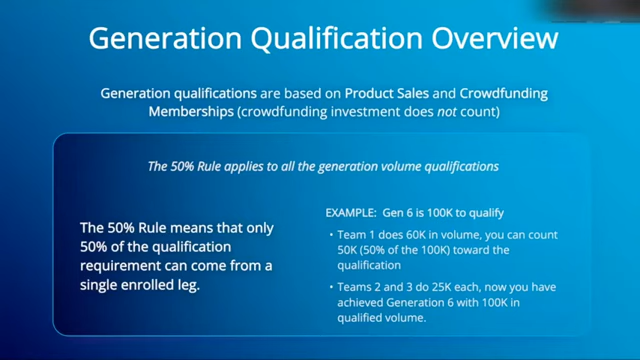 Generation Qualification Overview
Generation qualifications are based on Product Sales and Crowdfunding
Memberships (crowdfunding investment does not count)
The 50% Rule applies to all the generation volume qualifications
The 50% Rule means that only
50% of the qualification
requirement can come from a
single enrolled leg.
EXAMPLE: Gen 6 is 100K to qualify
• Team 1 does 60K in volume, you can count
50K (50% of the 100K) toward the
qualification
• Teams 2 and 3 do 25K each, now you have
achieved Generation 6 with 100K in
qualified volume.